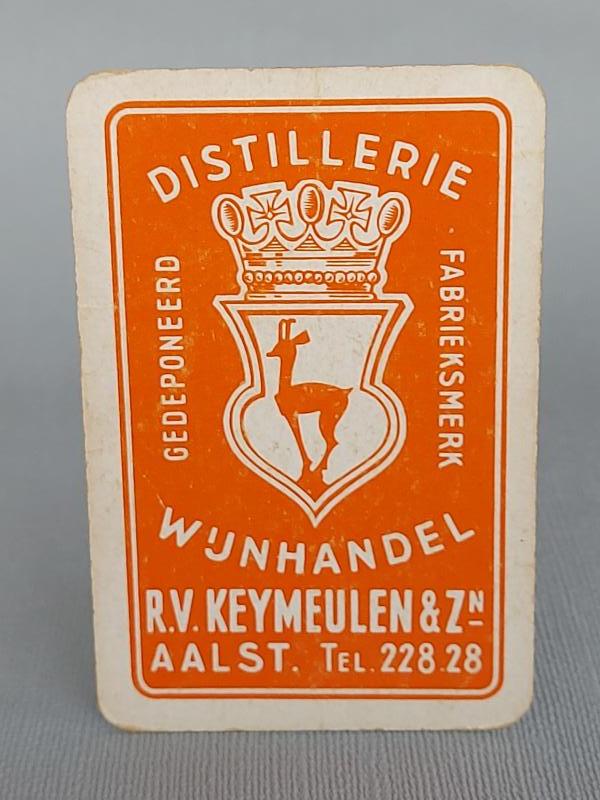 DISTILLERIE
GEDEPONEERD
FABRIEKSMERK
WIJNHANDEL
R.V. KEYMEULEN & ZN
AALST. TEL. 228.28